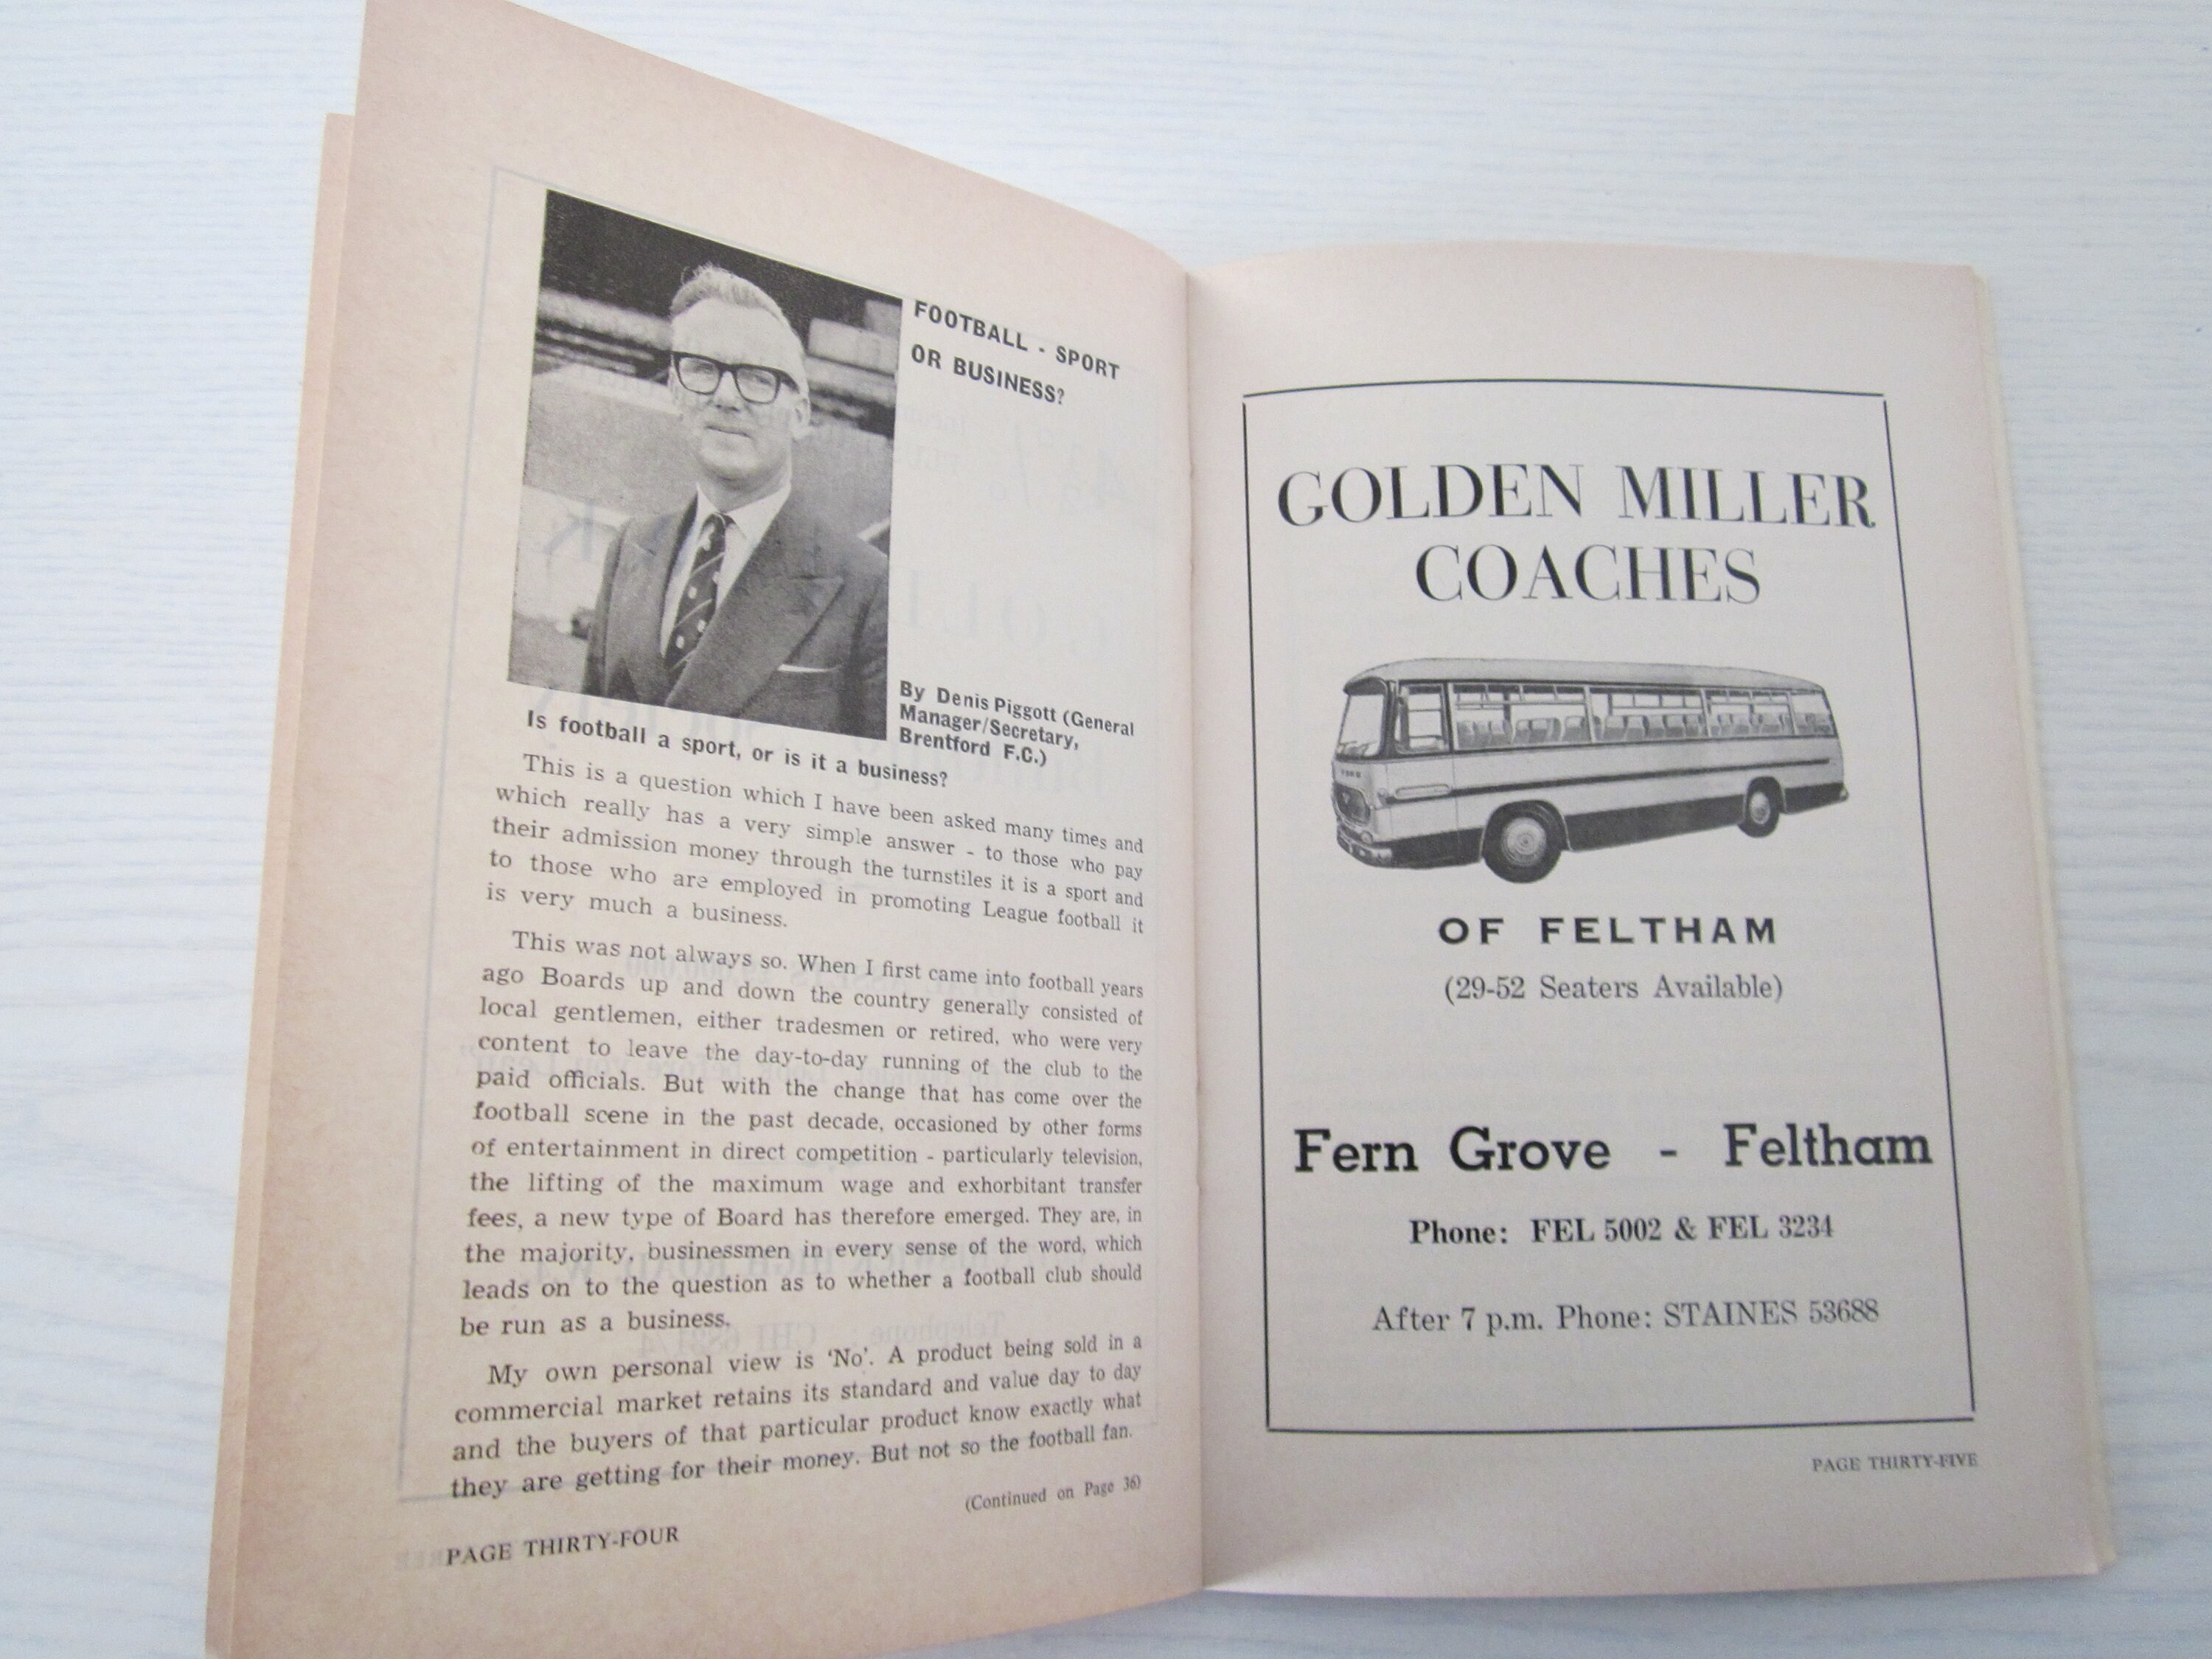 FOOTBALL - SPORT
OR BUSINESS?
By Denis Piggott (General
Manager/Secretary,
Brentford F.C.)
Is football a sport, or is it a business?
This is a question which I have been asked many times and
which really has a very simple answer - to those who pay
their admission money through the turnstiles it is a sport and
to those who are employed in promoting League football it
is very much a business.
This was not always so. When I first came into football years
ago Boards up and down the country generally consisted of
local gentlemen, either tradesmen or retired, who were very
content to leave the day-to-day running of the club to the
paid officials. But with the change that has come over the
football scene in the past decade, occasioned by other forms
of entertainment in direct competition - particularly television,
the lifting of the maximum wage and exhorbitant transfer
fees, a new type of Board has therefore emerged. They are, in
the majority, businessmen in every sense of the word, which
leads on to the question as to whether a football club should
be run as a business.
My own personal view is ‘No’. A product being sold in a
commercial market retains its standard and value day to day
and the buyers of that particular product know exactly what
they are getting for their money. But not so the football fan.
(Continued on Page 36)
PAGE THIRTY-FOUR
GOLDEN MILLER
COACHES
OF FELTHAM
(29-52 Seaters Available)
Fern Grove - Feltham
Phone: FEL 5002 & FEL 3234
After 7 p.m. Phone: STAINES 53688
PAGE THIRTY-FIVE